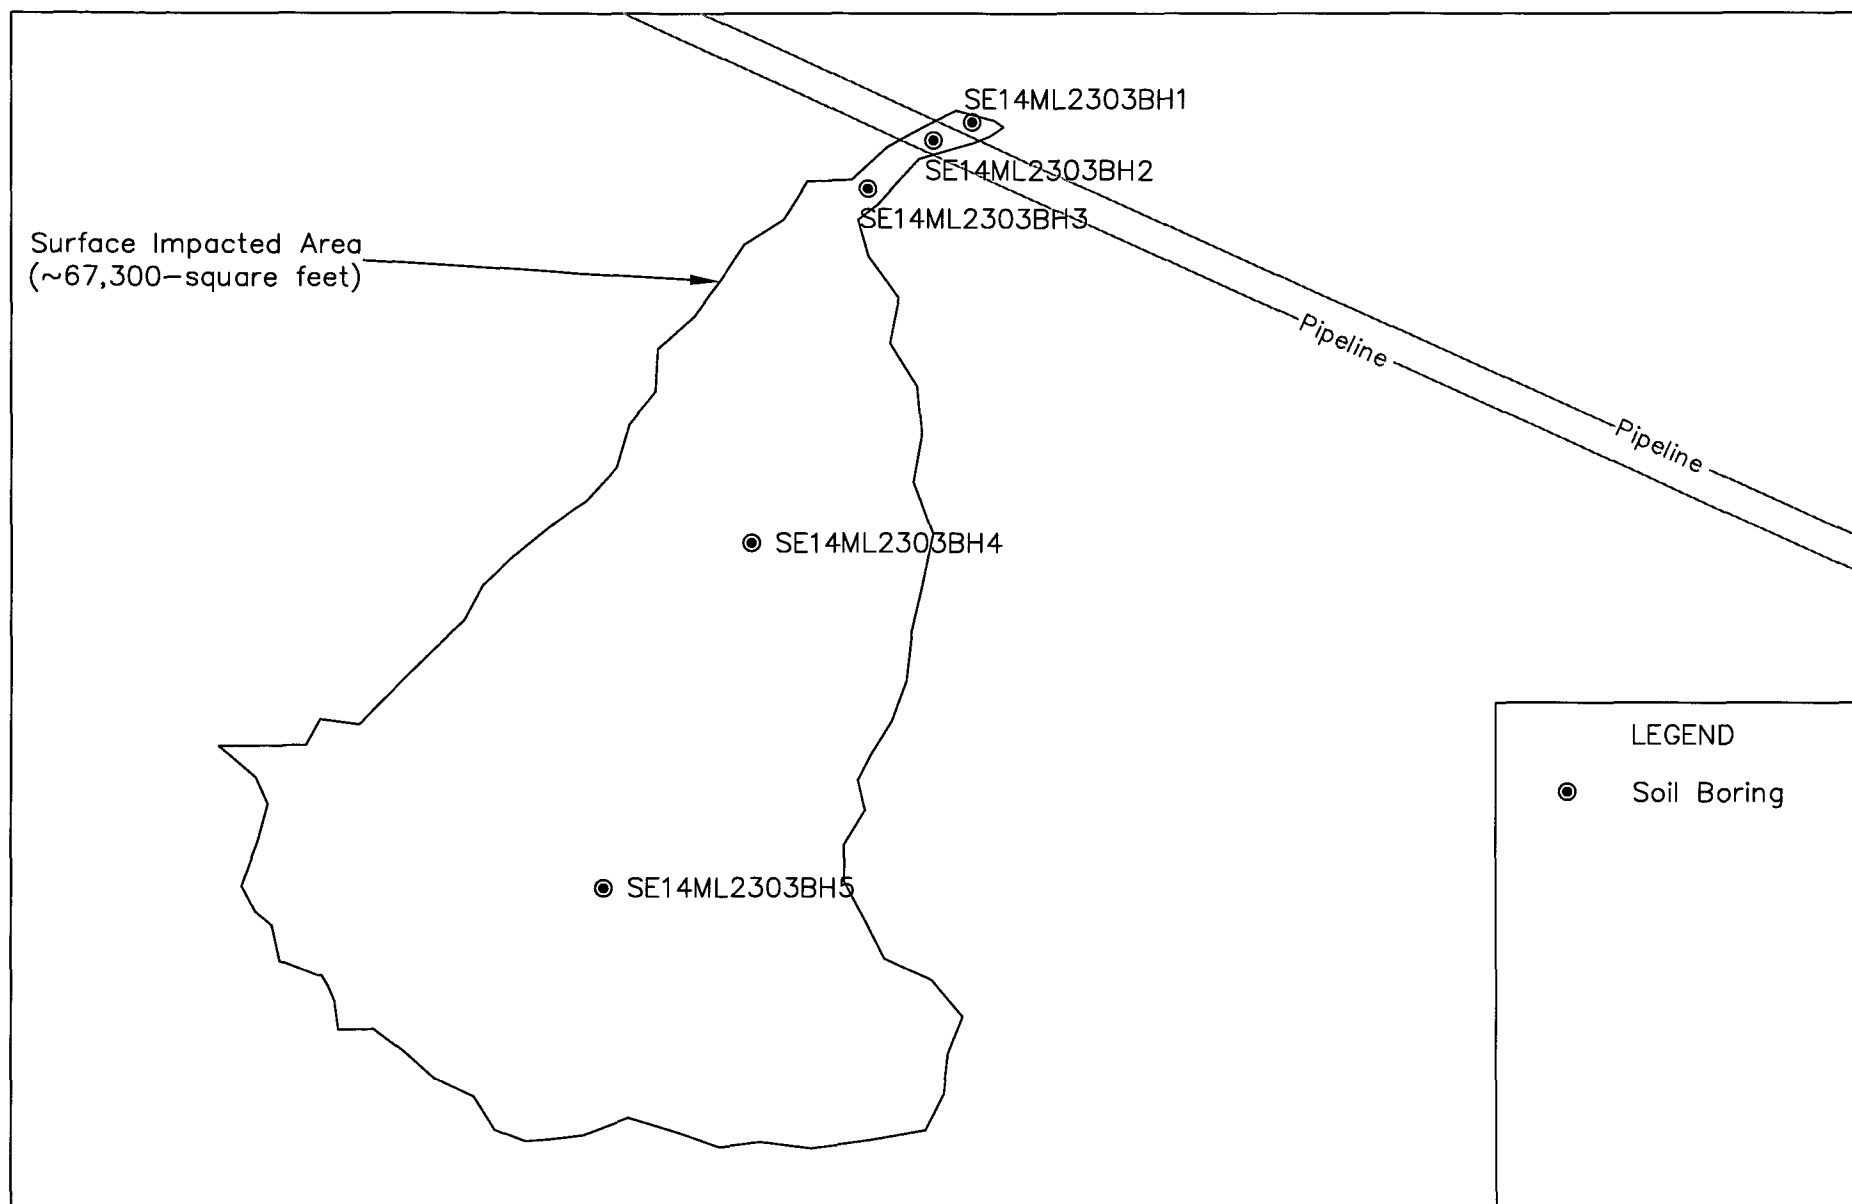 SE14ML2303BH1
SE14ML2303BH2
SE14ML2303BH3
Surface Impacted Area
(~67,300-square feet)
Pipeline
Pipeline
SE14ML2303BH4
LEGEND
Soil Boring
SE14ML2303BH5